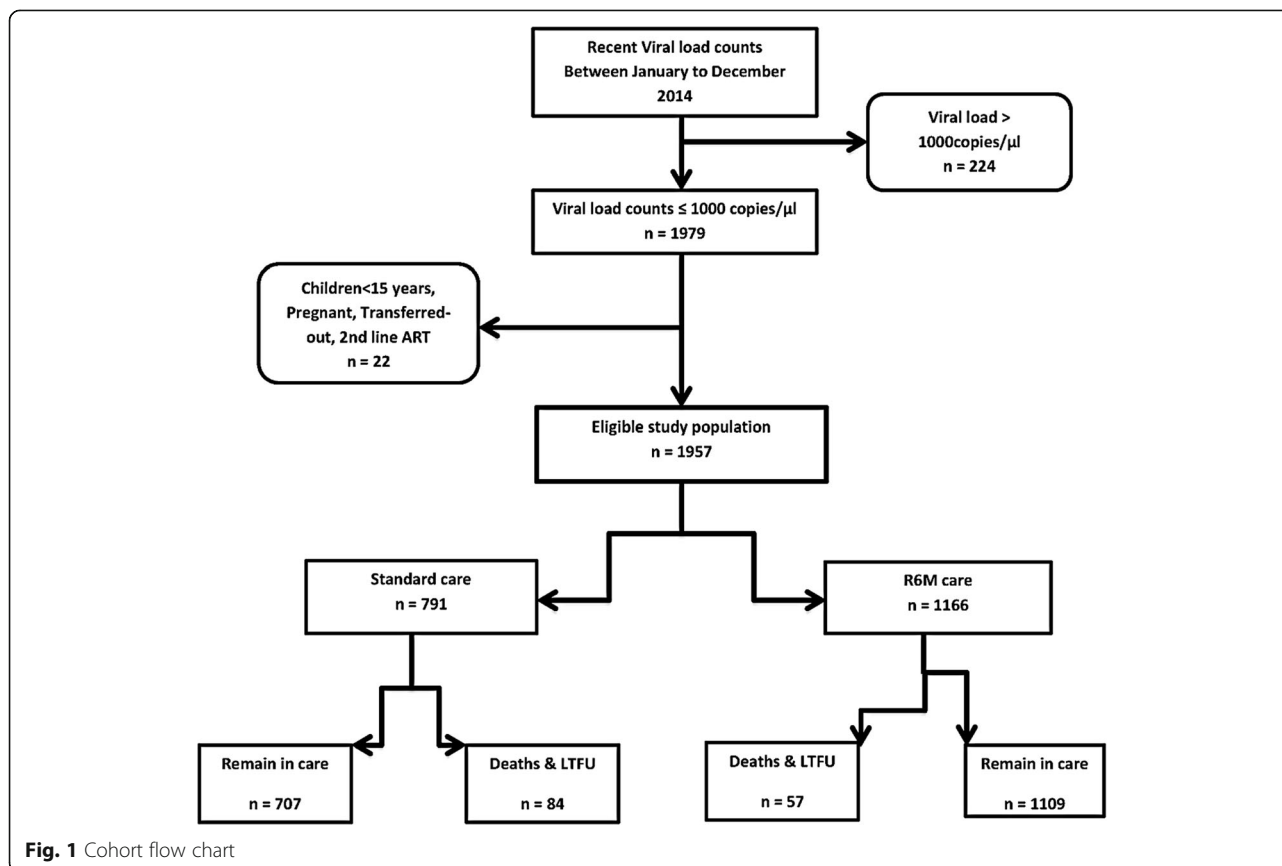 Recent Viral load counts
Between January to December
2014
Viral load >
1000copies/µl
n = 224
Viral load counts ≤ 1000 copies/µl
n = 1979
Children<15 years,
Pregnant, Transferred-
out, 2nd line ART
n = 22
Eligible study population
n = 1957
Standard care
n = 791
R6M care
n = 1166
Remain in care
n = 707
Deaths & LTFU
n = 84
Deaths & LTFU
n = 57
Remain in care
n = 1109
Fig. 1 Cohort flow chart